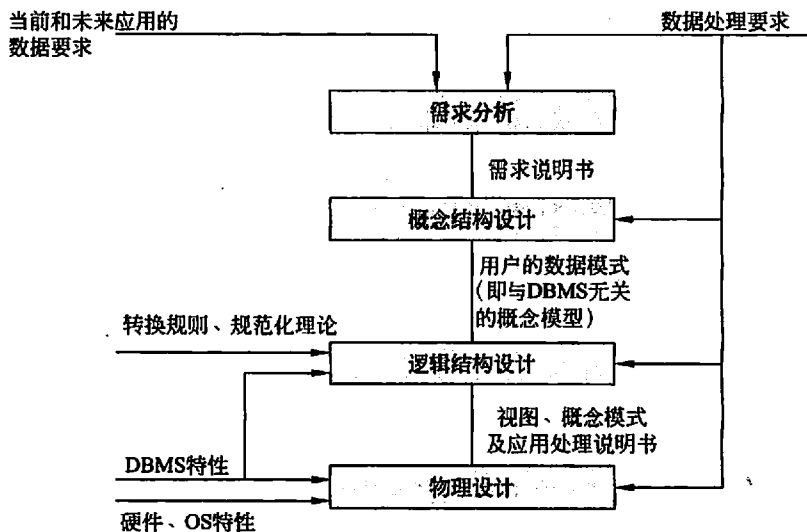 当前和未来应用的
数据要求
数据处理要求
需求分析
需求说明书
概念结构设计
用户的数据模式
（即与DBMS无关
的概念模型）
转换规则、规范化理论
逻辑结构设计
视图、概念模式
及应用处理说明书
DBMS特性
物理设计
硬件、OS特性